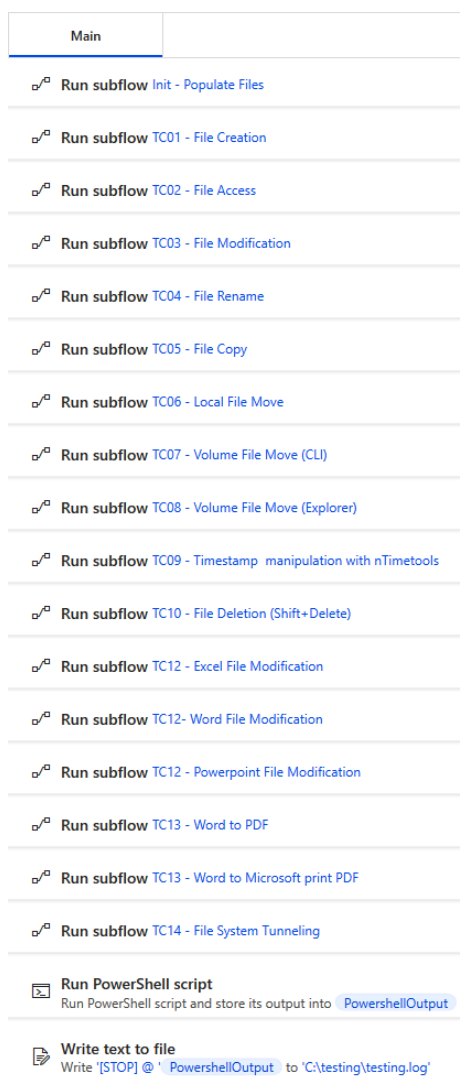 Main
Run subflow Init - Populate Files
Run subflow TC01 - File Creation
Run subflow TC02 - File Access
Run subflow TC03 - File Modification
Run subflow TC04 - File Rename
Run subflow TC05 - File Copy
Run subflow TC06 - Local File Move
Run subflow TC07 - Volume File Move (CLI)
Run subflow TC08 - Volume File Move (Explorer)
Run subflow TC09 - Timestamp  manipulation with nTimetools
Run subflow TC10 - File Deletion (Shift+Delete)
Run subflow TC12 - Excel File Modification
Run subflow TC12- Word File Modification
Run subflow TC12 - Powerpoint File Modification
Run subflow TC13 - Word to PDF
Run subflow TC13 - Word to Microsoft print PDF
Run subflow TC14 - File System Tunneling
Run PowerShell script
Run PowerShell script and store its output into PowershellOutput
Write text to file
Write '[STOP] @ ' PowershellOutput to 'C:\testing\testing.log'